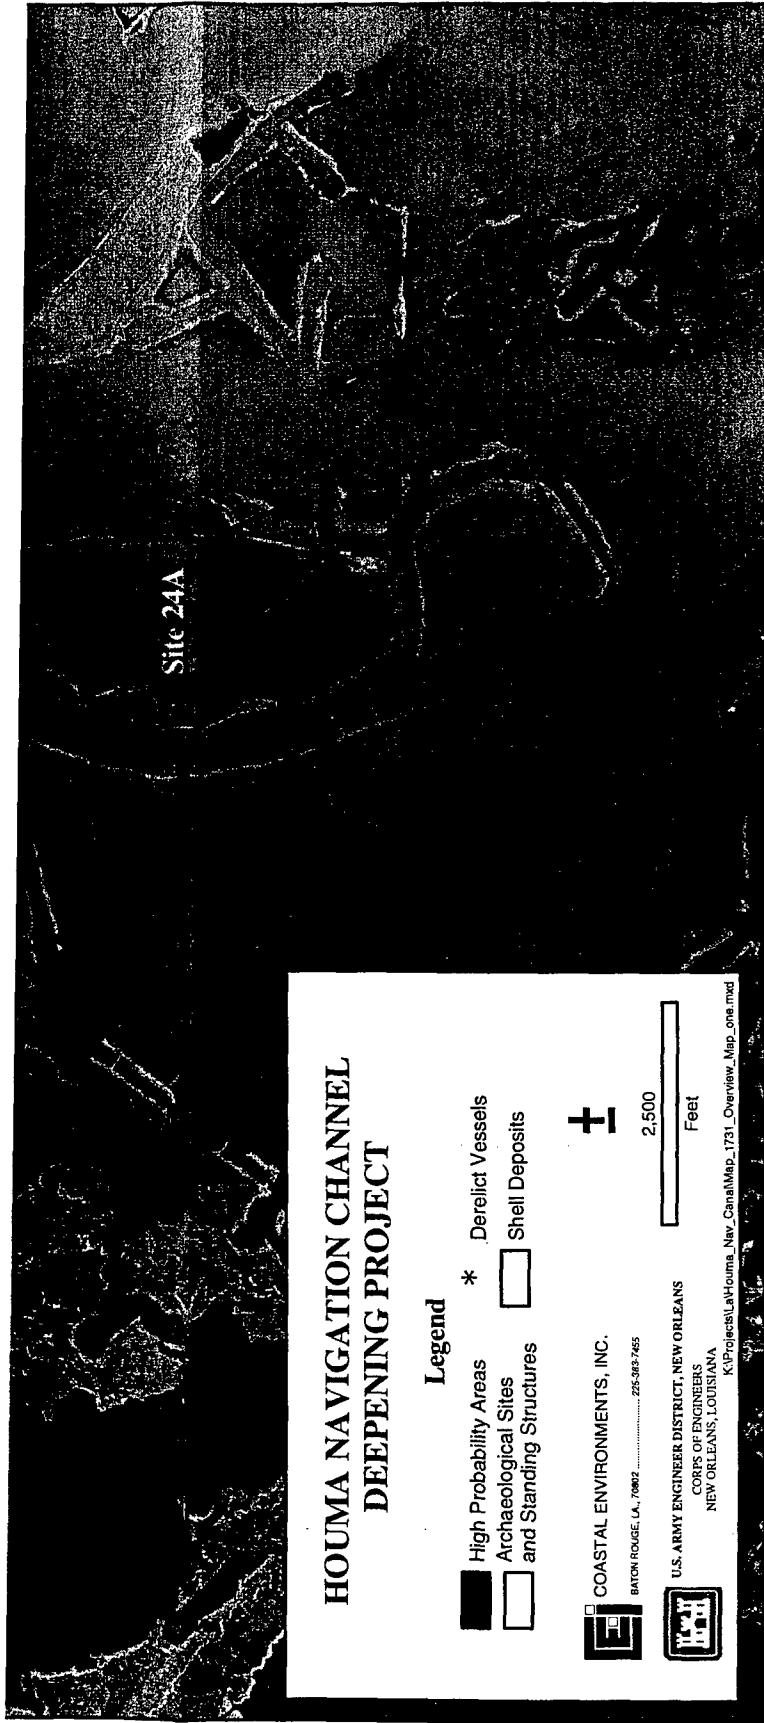 Site 24A
HOUMA NAVIGATION CHANNEL
DEEPENING PROJECT
Legend
High Probability Areas
* Derelict Vessels
Archaeological Sites
and Standing Structures
Shell Deposits
COASTAL ENVIRONMENTS, INC.
BATON ROUGE, LA., 70802 ................... 225-383-7455
2,500
Feet
U.S. ARMY ENGINEER DISTRICT, NEW ORLEANS
CORPS OF ENGINEERS
NEW ORLEANS, LOUISIANA
K:\Projects\La\Houma_Nav_Canal\Map_1731_Overview_Map_one.mxd